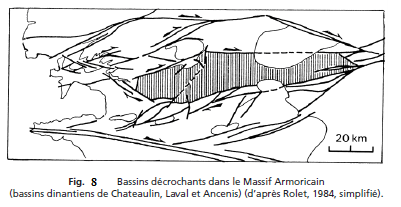 20 km
Fig. 8 Bassins décrochants dans le Massif Armoricain
(bassins dinantiens de Chateaulin, Laval et Ancenis) (d'après Rolet, 1984, simplifié).